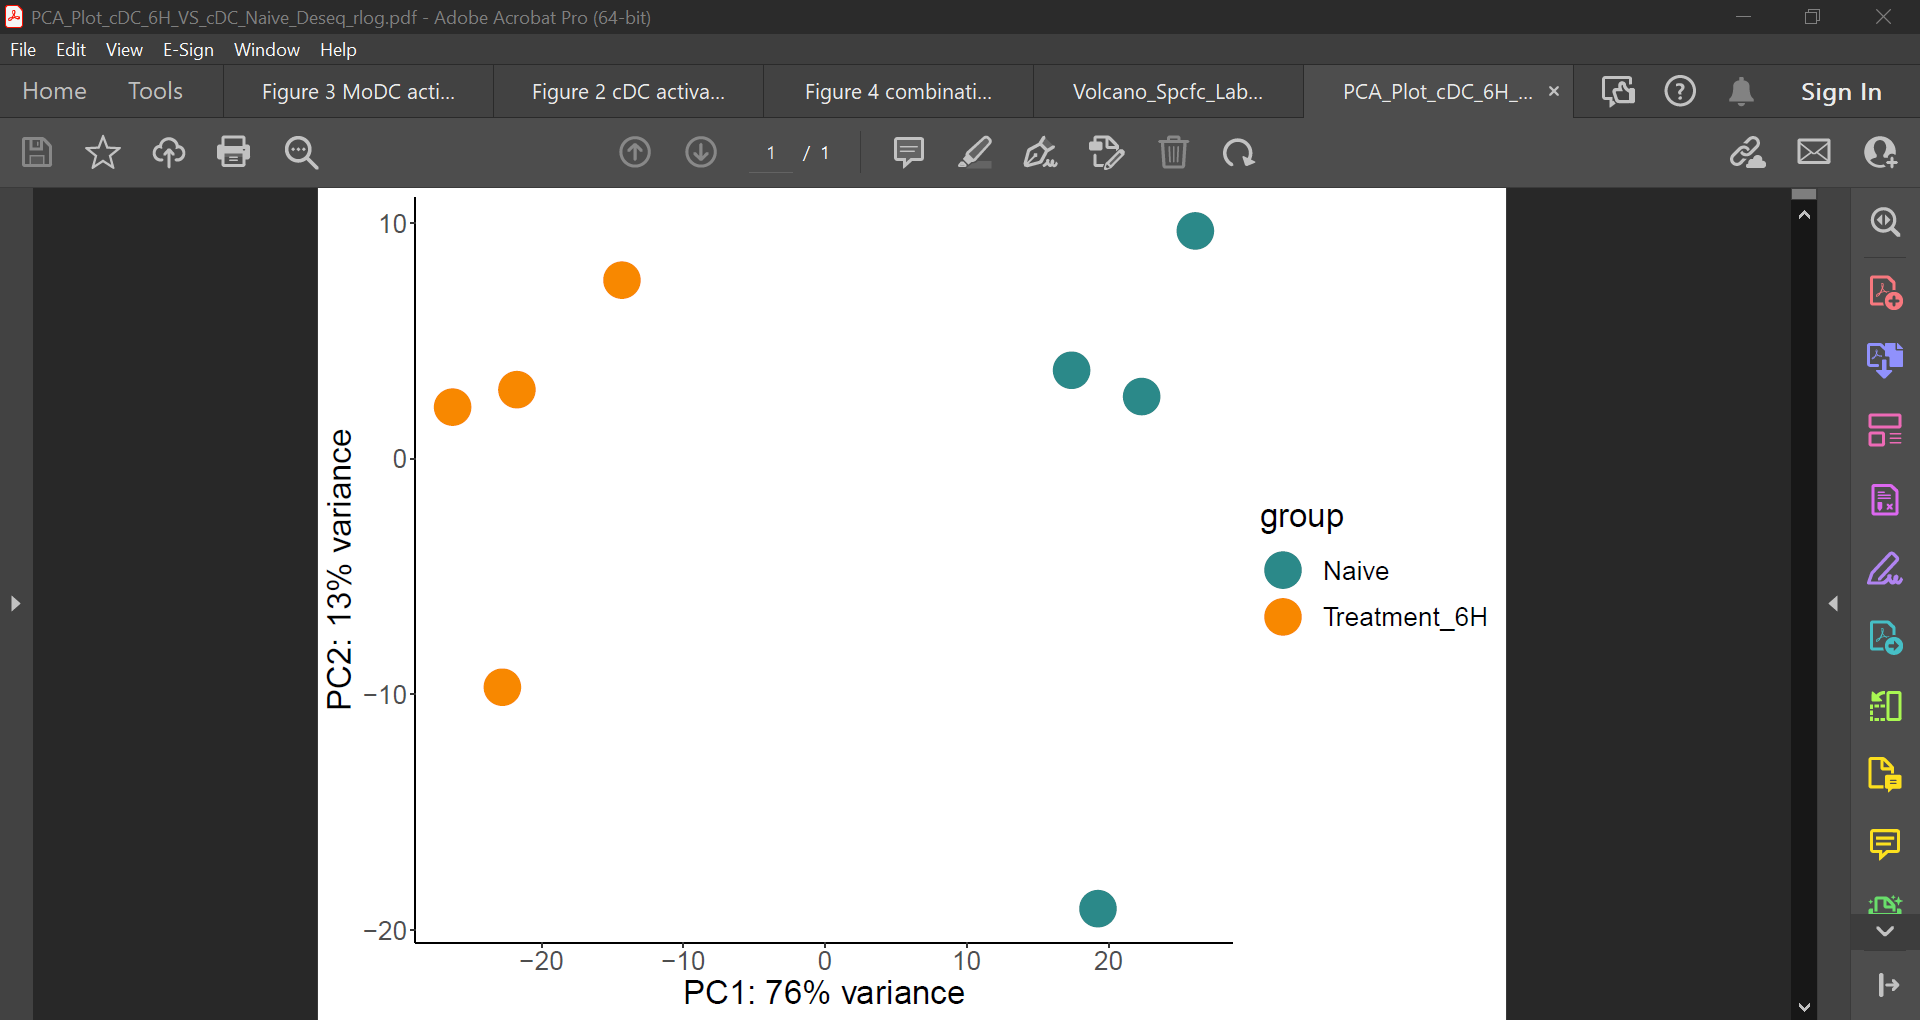 PCA_Plot_cDC_6H_VS_cDC_Naive_Deseq_rlog.pdf - Adobe Acrobat Pro (64-bit)
File Edit View E-Sign Window Help
Home Tools Figure 3 MoDC acti... Figure 2 cDC activa... Figure 4 combinati... Volcano_Spcfc_Lab... PCA_Plot_cDC_6H_... × Sign In
1 / 1
10
0
−10
−20
PC2: 13% variance
group
Naive
Treatment_6H
−20 −10 0 10 20
PC1: 76% variance